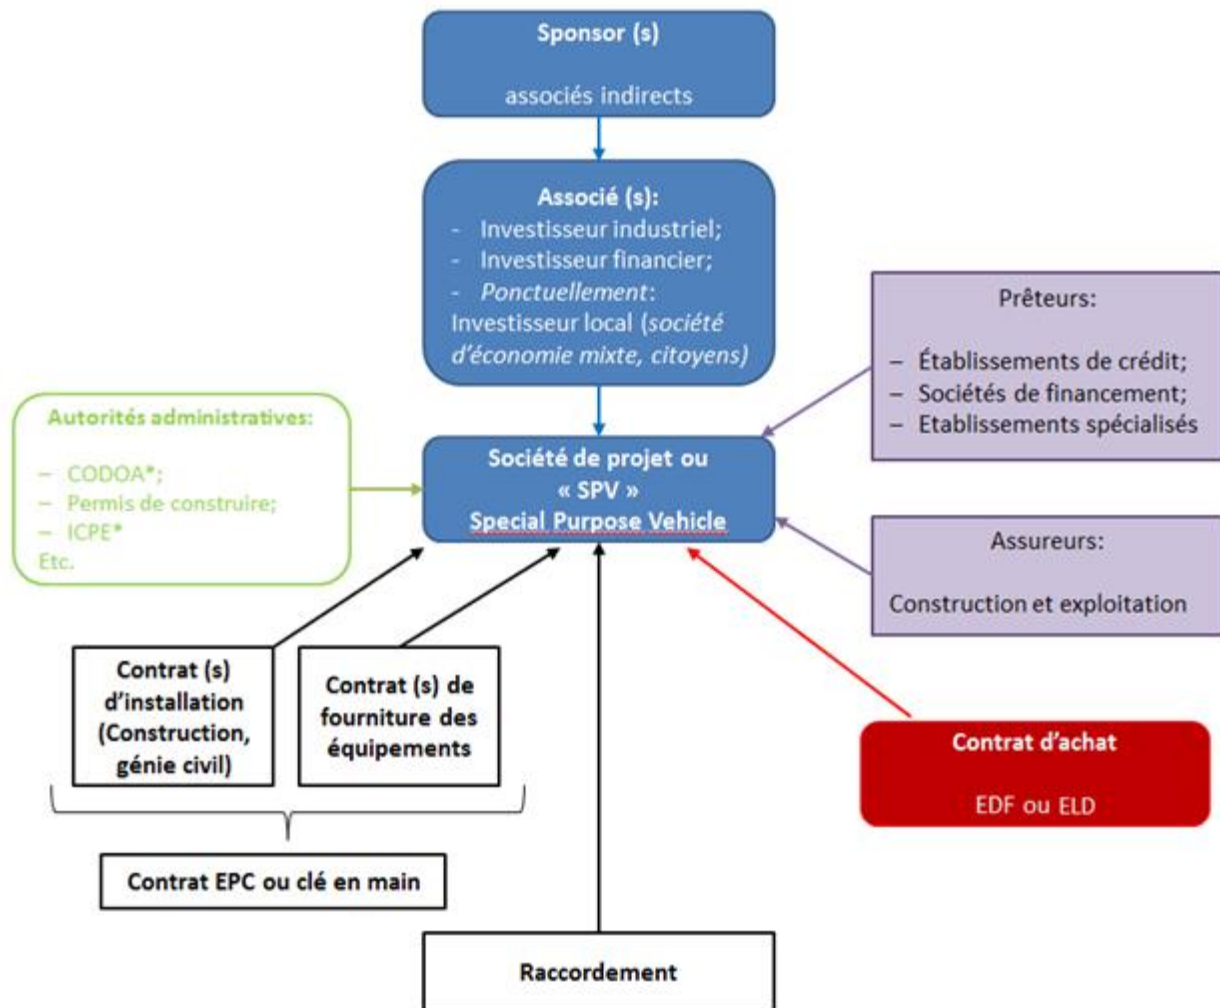 Sponsor (s)
associés indirects
Associé (s):
- Investisseur industriel;
- Investisseur financier;
- Ponctuellement:
Investisseur local (société
d'économie mixte, citoyens)
Prêteurs:
– Établissements de crédit;
– Sociétés de financement;
– Etablissements spécialisés
Autorités administratives:
– CODOA*;
– Permis de construire;
– ICPE*
Etc.
Société de projet ou
« SPV »
Special Purpose Vehicle
Assureurs:
Construction et exploitation
Contrat (s)
d'installation
(Construction,
génie civil)
Contrat (s) de
fourniture des
équipements
Contrat d'achat
EDF ou ELD
Contrat EPC ou clé en main
Raccordement